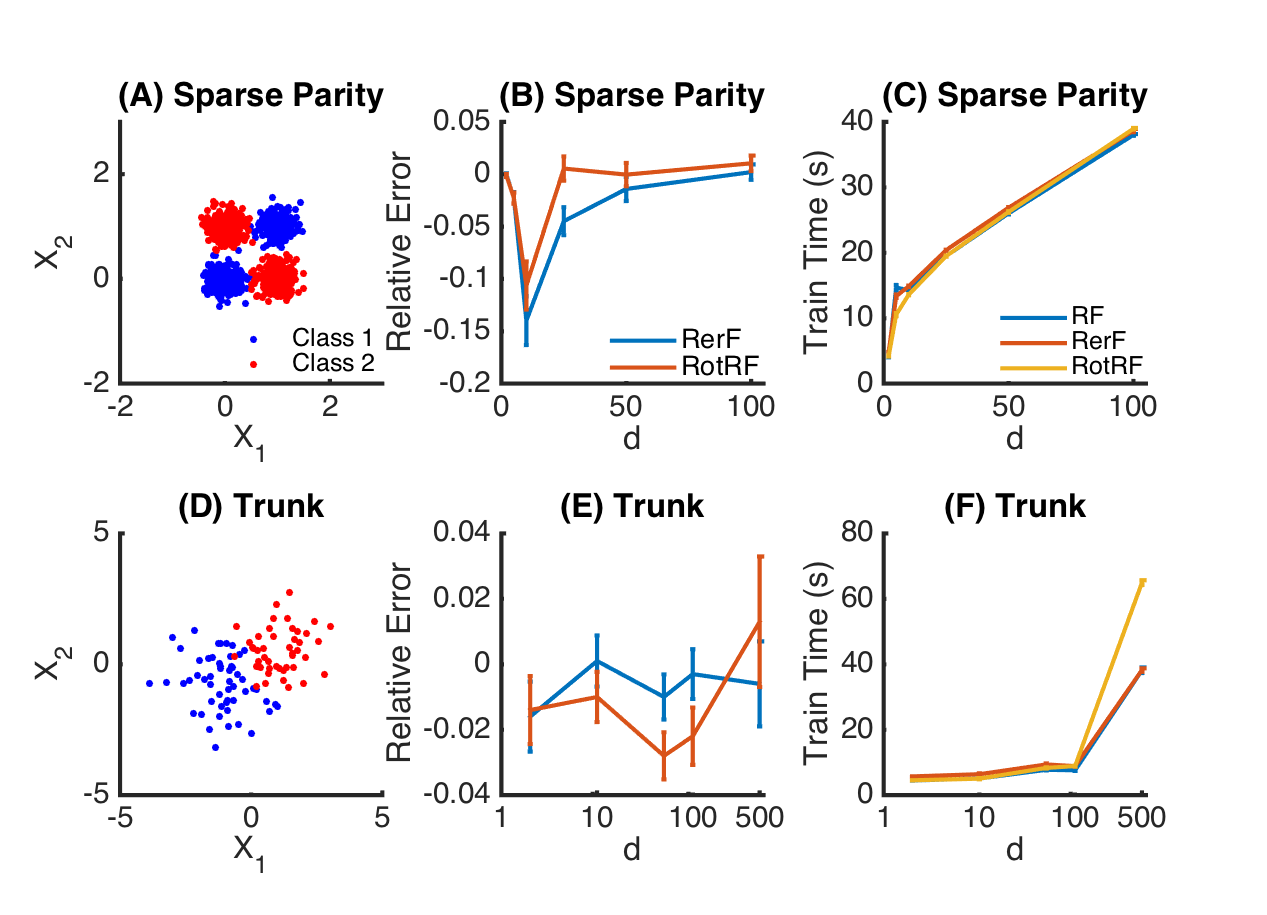 (A) Sparse Parity
2
0
-2
-2 0 2
X1
X2
Class 1
Class 2
(B) Sparse Parity
0.05
0
-0.05
-0.1
-0.15
-0.2
0 50 100
d
Relative Error
RerF
RotRF
(C) Sparse Parity
40
30
20
10
0
0 50 100
d
Train Time (s)
RF
RerF
RotRF
(D) Trunk
5
0
-5
-5 0 5
X1
X2
(E) Trunk
0.04
0.02
0
-0.02
-0.04
1 10 100 500
d
Relative Error
(F) Trunk
80
60
40
20
0
1 10 100 500
d
Train Time (s)